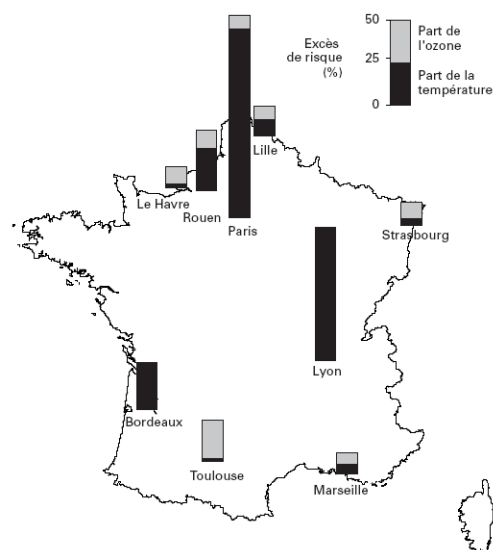 Excès
de risque
(%)
50
25
0
Part de
l'ozone
Part de la
température
Lille
Le Havre
Rouen
Paris
Strasbourg
Lyon
Bordeaux
Toulouse
Marseille